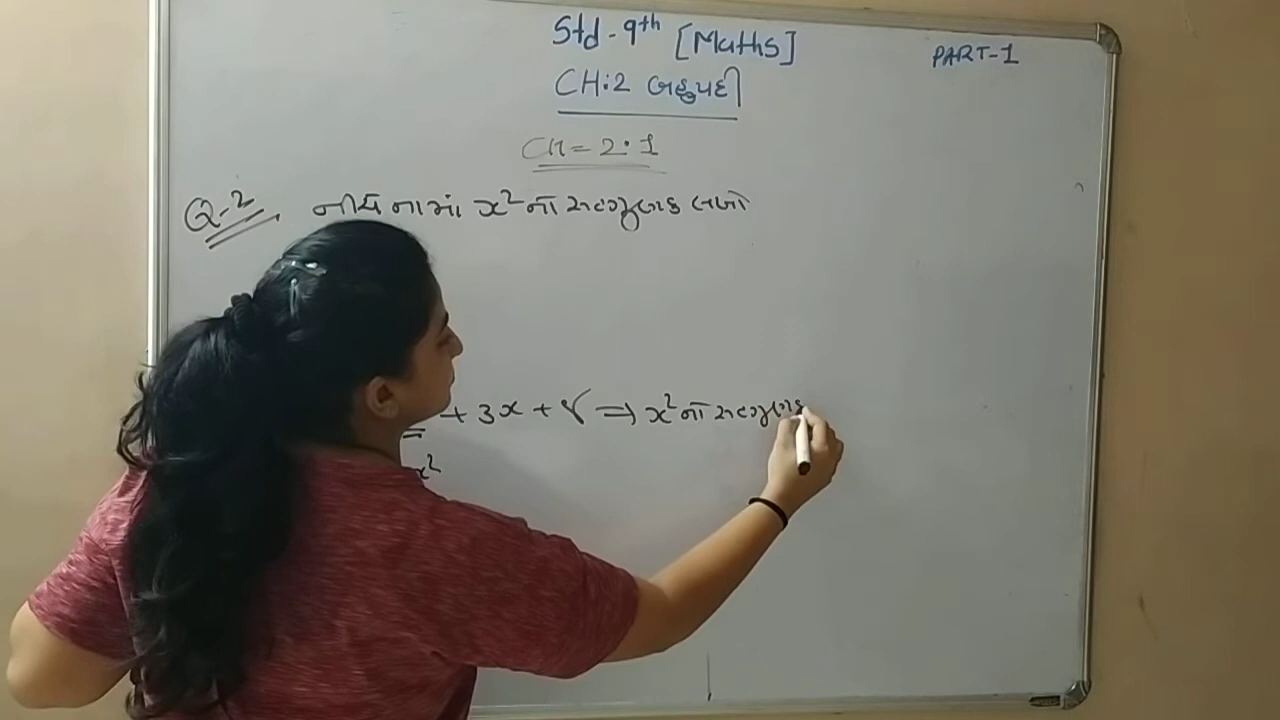 Std - 9th [Maths]
PART-1
CH:2 બહુપદી
CH = 2.1
Q-2 નીચેનામાં x²નો સહગુણક લખો
+ 3x + ૪ ⇒ x²નો સહગુણક
x²